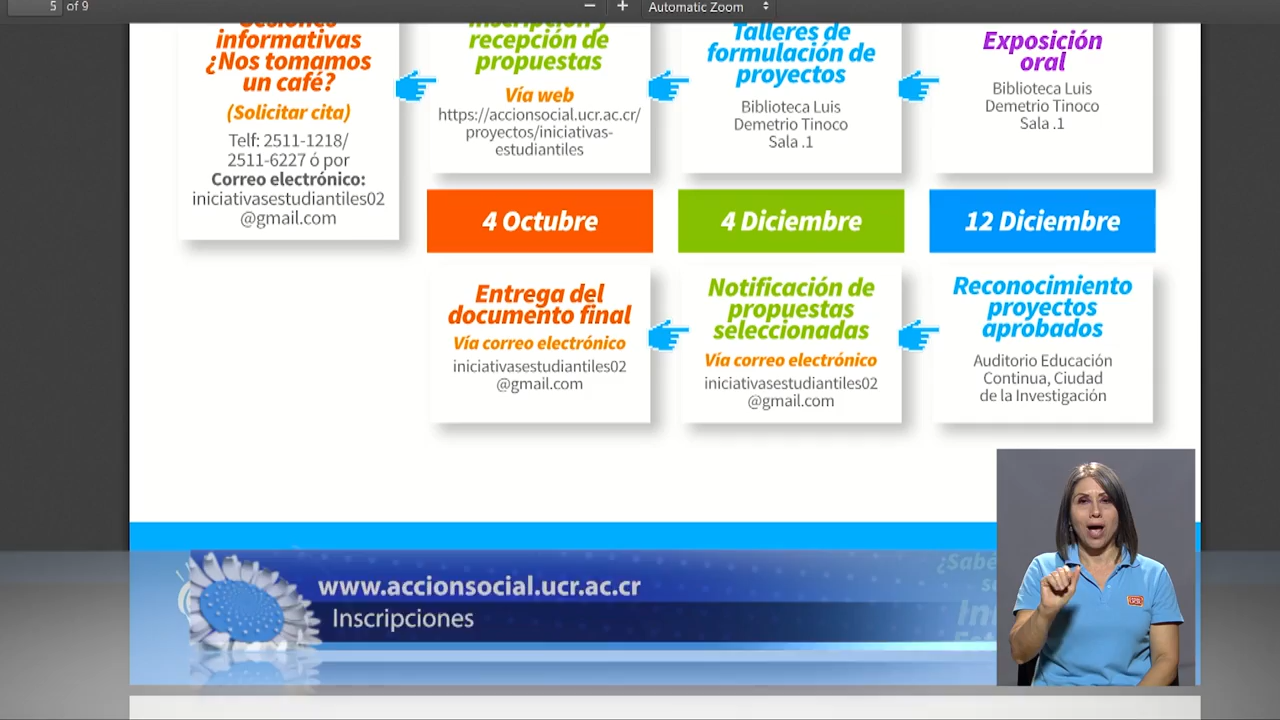 5 of 9
Automatic Zoom
Sesiones
informativas
¿Nos tomamos
un café?
(Solicitar cita)
Telf: 2511-1218/
2511-6227 ó por
Correo electrónico:
iniciativasestudiantiles02
@gmail.com
Inscripción y
recepción de
propuestas
Vía web
https://accionsocial.ucr.ac.cr/
proyectos/iniciativas-
estudiantiles
Talleres de
formulación de
proyectos
Biblioteca Luis
Demetrio Tinoco
Sala .1
Exposición
oral
Biblioteca Luis
Demetrio Tinoco
Sala .1
4 Octubre
Entrega del
documento final
Vía correo electrónico
iniciativasestudiantiles02
@gmail.com
4 Diciembre
Notificación de
propuestas
seleccionadas
Vía correo electrónico
iniciativasestudiantiles02
@gmail.com
12 Diciembre
Reconocimiento
proyectos
aprobados
Auditorio Educación
Continua, Ciudad
de la Investigación
www.accionsocial.ucr.ac.cr
Inscripciones